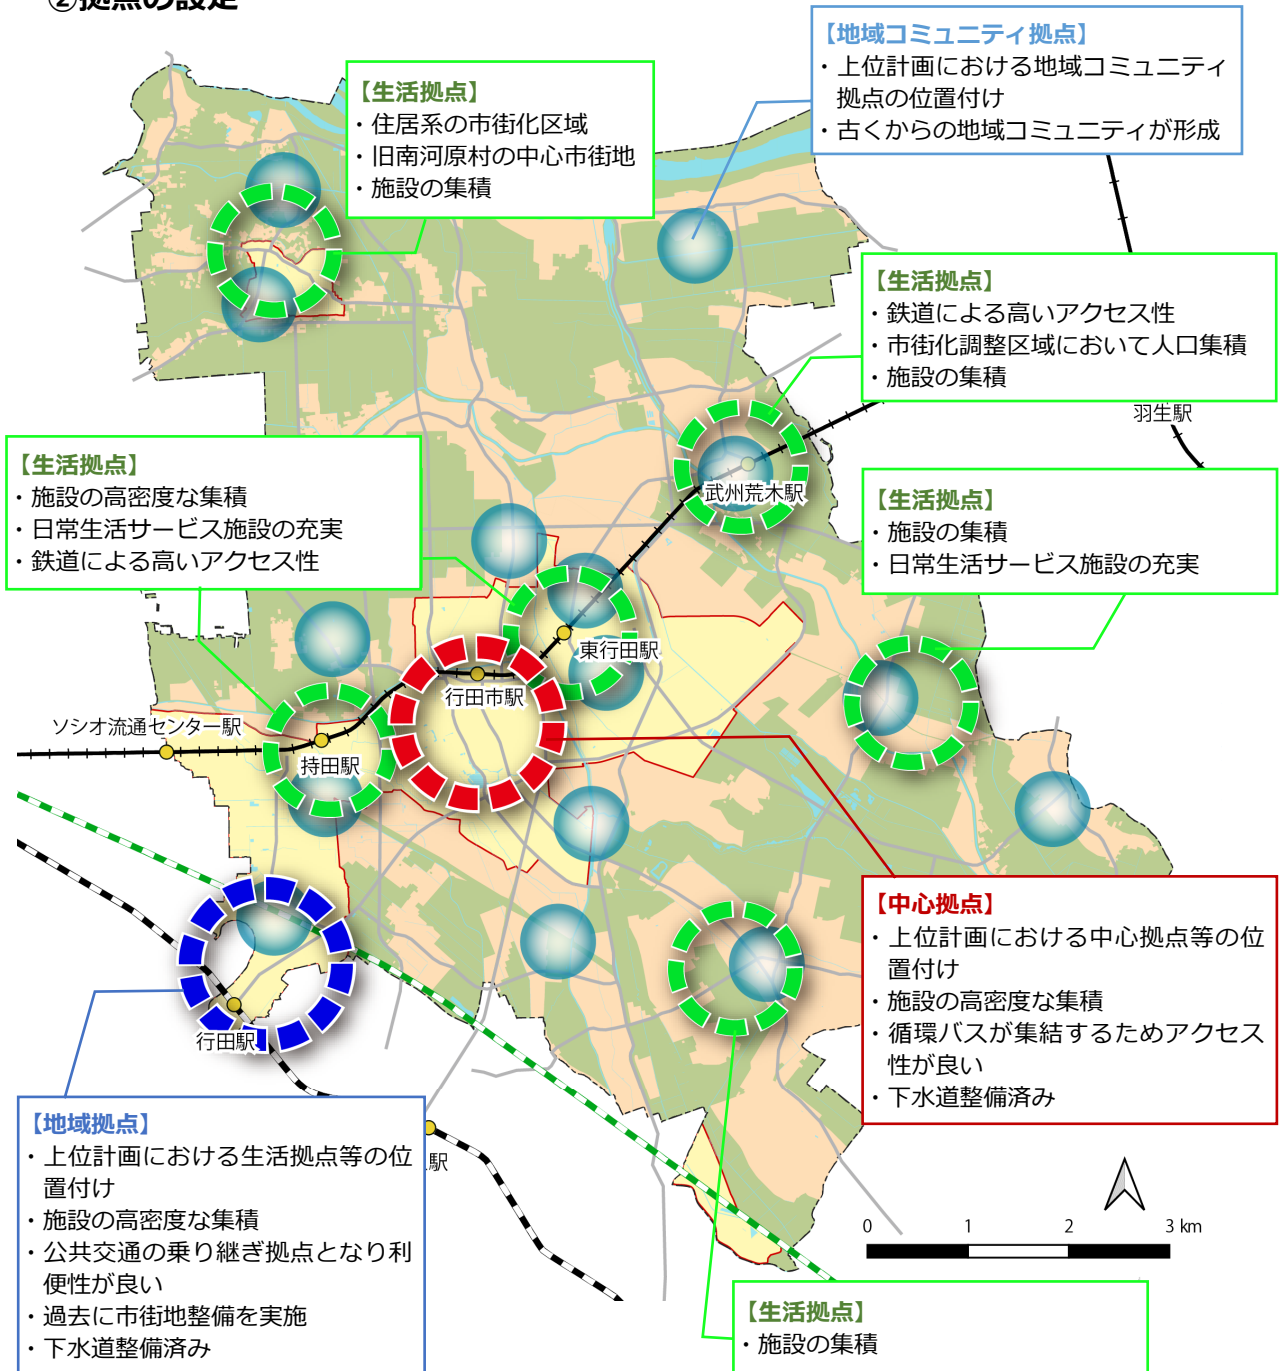 ②拠点の設定
【地域コミュニティ拠点】
・上位計画における地域コミュニティ
拠点の位置付け
・古くからの地域コミュニティが形成
【生活拠点】
・住居系の市街化区域
・旧南河原村の中心市街地
・施設の集積
【生活拠点】
・鉄道による高いアクセス性
・市街化調整区域において人口集積
・施設の集積
羽生駅
【生活拠点】
・施設の高密度な集積
・日常生活サービス施設の充実
・鉄道による高いアクセス性
武州荒木駅
【生活拠点】
・施設の集積
・日常生活サービス施設の充実
東行田駅
行田市駅
ソシオ流通センター駅
持田駅
【中心拠点】
・上位計画における中心拠点等の位
置付け
・施設の高密度な集積
・循環バスが集結するためアクセス
性が良い
・下水道整備済み
行田駅
【地域拠点】
・上位計画における生活拠点等の位
置付け
・施設の高密度な集積
・公共交通の乗り継ぎ拠点となり利
便性が良い
・過去に市街地整備を実施
・下水道整備済み
駅
0 1 2 3 km
【生活拠点】
・施設の集積